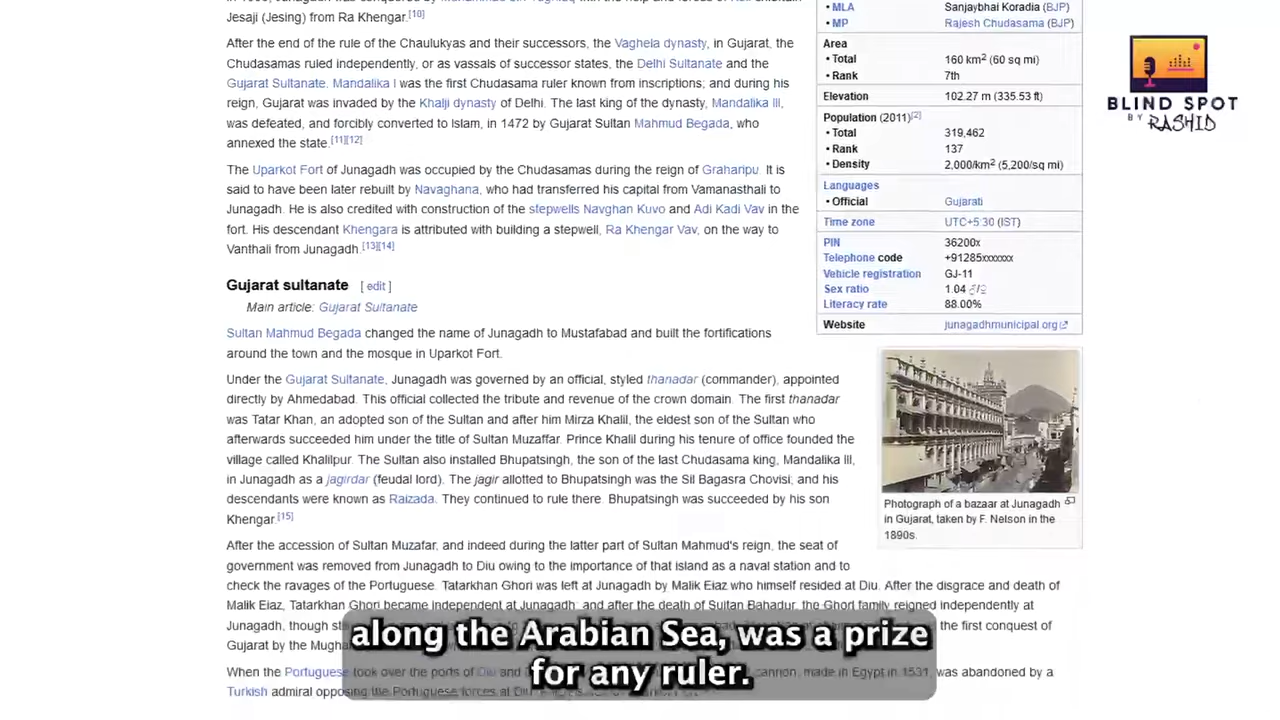 Jesaji (Jesing) from Ra Khengar.[10]
After the end of the rule of the Chaulukyas and their successors, the Vaghela dynasty, in Gujarat, the
Chudasamas ruled independently, or as vassals of successor states, the Delhi Sultanate and the
Gujarat Sultanate. Mandalika I was the first Chudasama ruler known from inscriptions; and during his
reign, Gujarat was invaded by the Khalji dynasty of Delhi. The last king of the dynasty, Mandalika III,
was defeated, and forcibly converted to Islam, in 1472 by Gujarat Sultan Mahmud Begada, who
annexed the state.[11][12]
The Uparkot Fort of Junagadh was occupied by the Chudasamas during the reign of Graharipu. It is
said to have been later rebuilt by Navaghana, who had transferred his capital from Vamanasthali to
Junagadh. He is also credited with construction of the stepwells Navghan Kuvo and Adi Kadi Vav in the
fort. His descendant Khengara is attributed with building a stepwell, Ra Khengar Vav, on the way to
Vanthali from Junagadh.[13][14]
Gujarat sultanate [ edit ]
Main article: Gujarat Sultanate
Sultan Mahmud Begada changed the name of Junagadh to Mustafabad and built the fortifications
around the town and the mosque in Uparkot Fort.
Under the Gujarat Sultanate, Junagadh was governed by an official, styled thanadar (commander), appointed
directly by Ahmedabad. This official collected the tribute and revenue of the crown domain. The first thanadar
was Tatar Khan, an adopted son of the Sultan and after him Mirza Khalil, the eldest son of the Sultan who
afterwards succeeded him under the title of Sultan Muzaffar. Prince Khalil during his tenure of office founded the
village called Khalilpur. The Sultan also installed Bhupatsingh, the son of the last Chudasama king, Mandalika III,
in Junagadh as a jagirdar (feudal lord). The jagir allotted to Bhupatsingh was the Sil Bagasra Chovisi; and his
descendants were known as Raizada. They continued to rule there. Bhupatsingh was succeeded by his son
Khengar.[15]
After the accession of Sultan Muzafar, and indeed during the latter part of Sultan Mahmud's reign, the seat of
government was removed from Junagadh to Diu owing to the importance of that island as a naval station and to
check the ravages of the Portuguese. Tatarkhan Ghori was left at Junagadh by Malik Eiaz who himself resided at Diu. After the disgrace and death of
Malik Eiaz, Tatarkhan Ghori became independent at Junagadh, and after the death of Sultan Bahadur, the Ghori family reigned independently at
Junagadh, though the first conquest of
Gujarat by the
When the Portuguese took over the ports of Diu and cannon, made in Egypt in 1531, was abandoned by a
Turkish admiral opposing the Portuguese forces at Diu
• MLA Sanjaybhai Koradia (BJP)
• MP Rajesh Chudasama (BJP)
Area
• Total 160 km2 (60 sq mi)
• Rank 7th
Elevation 102.27 m (335.53 ft)
Population (2011)[2]
• Total 319,462
• Rank 137
• Density 2,000/km2 (5,200/sq mi)
Languages
• Official Gujarati
Time zone UTC+5:30 (IST)
PIN 36200x
Telephone code +91285xxxxxx
Vehicle registration GJ-11
Sex ratio 1.04 ♂/♀
Literacy rate 88.00%
Website junagadhmunicipal.org
Photograph of a bazaar at Junagadh
in Gujarat, taken by F. Nelson in the
1890s.
BLIND SPOT
BY RASHID
along the Arabian Sea, was a prize
for any ruler.